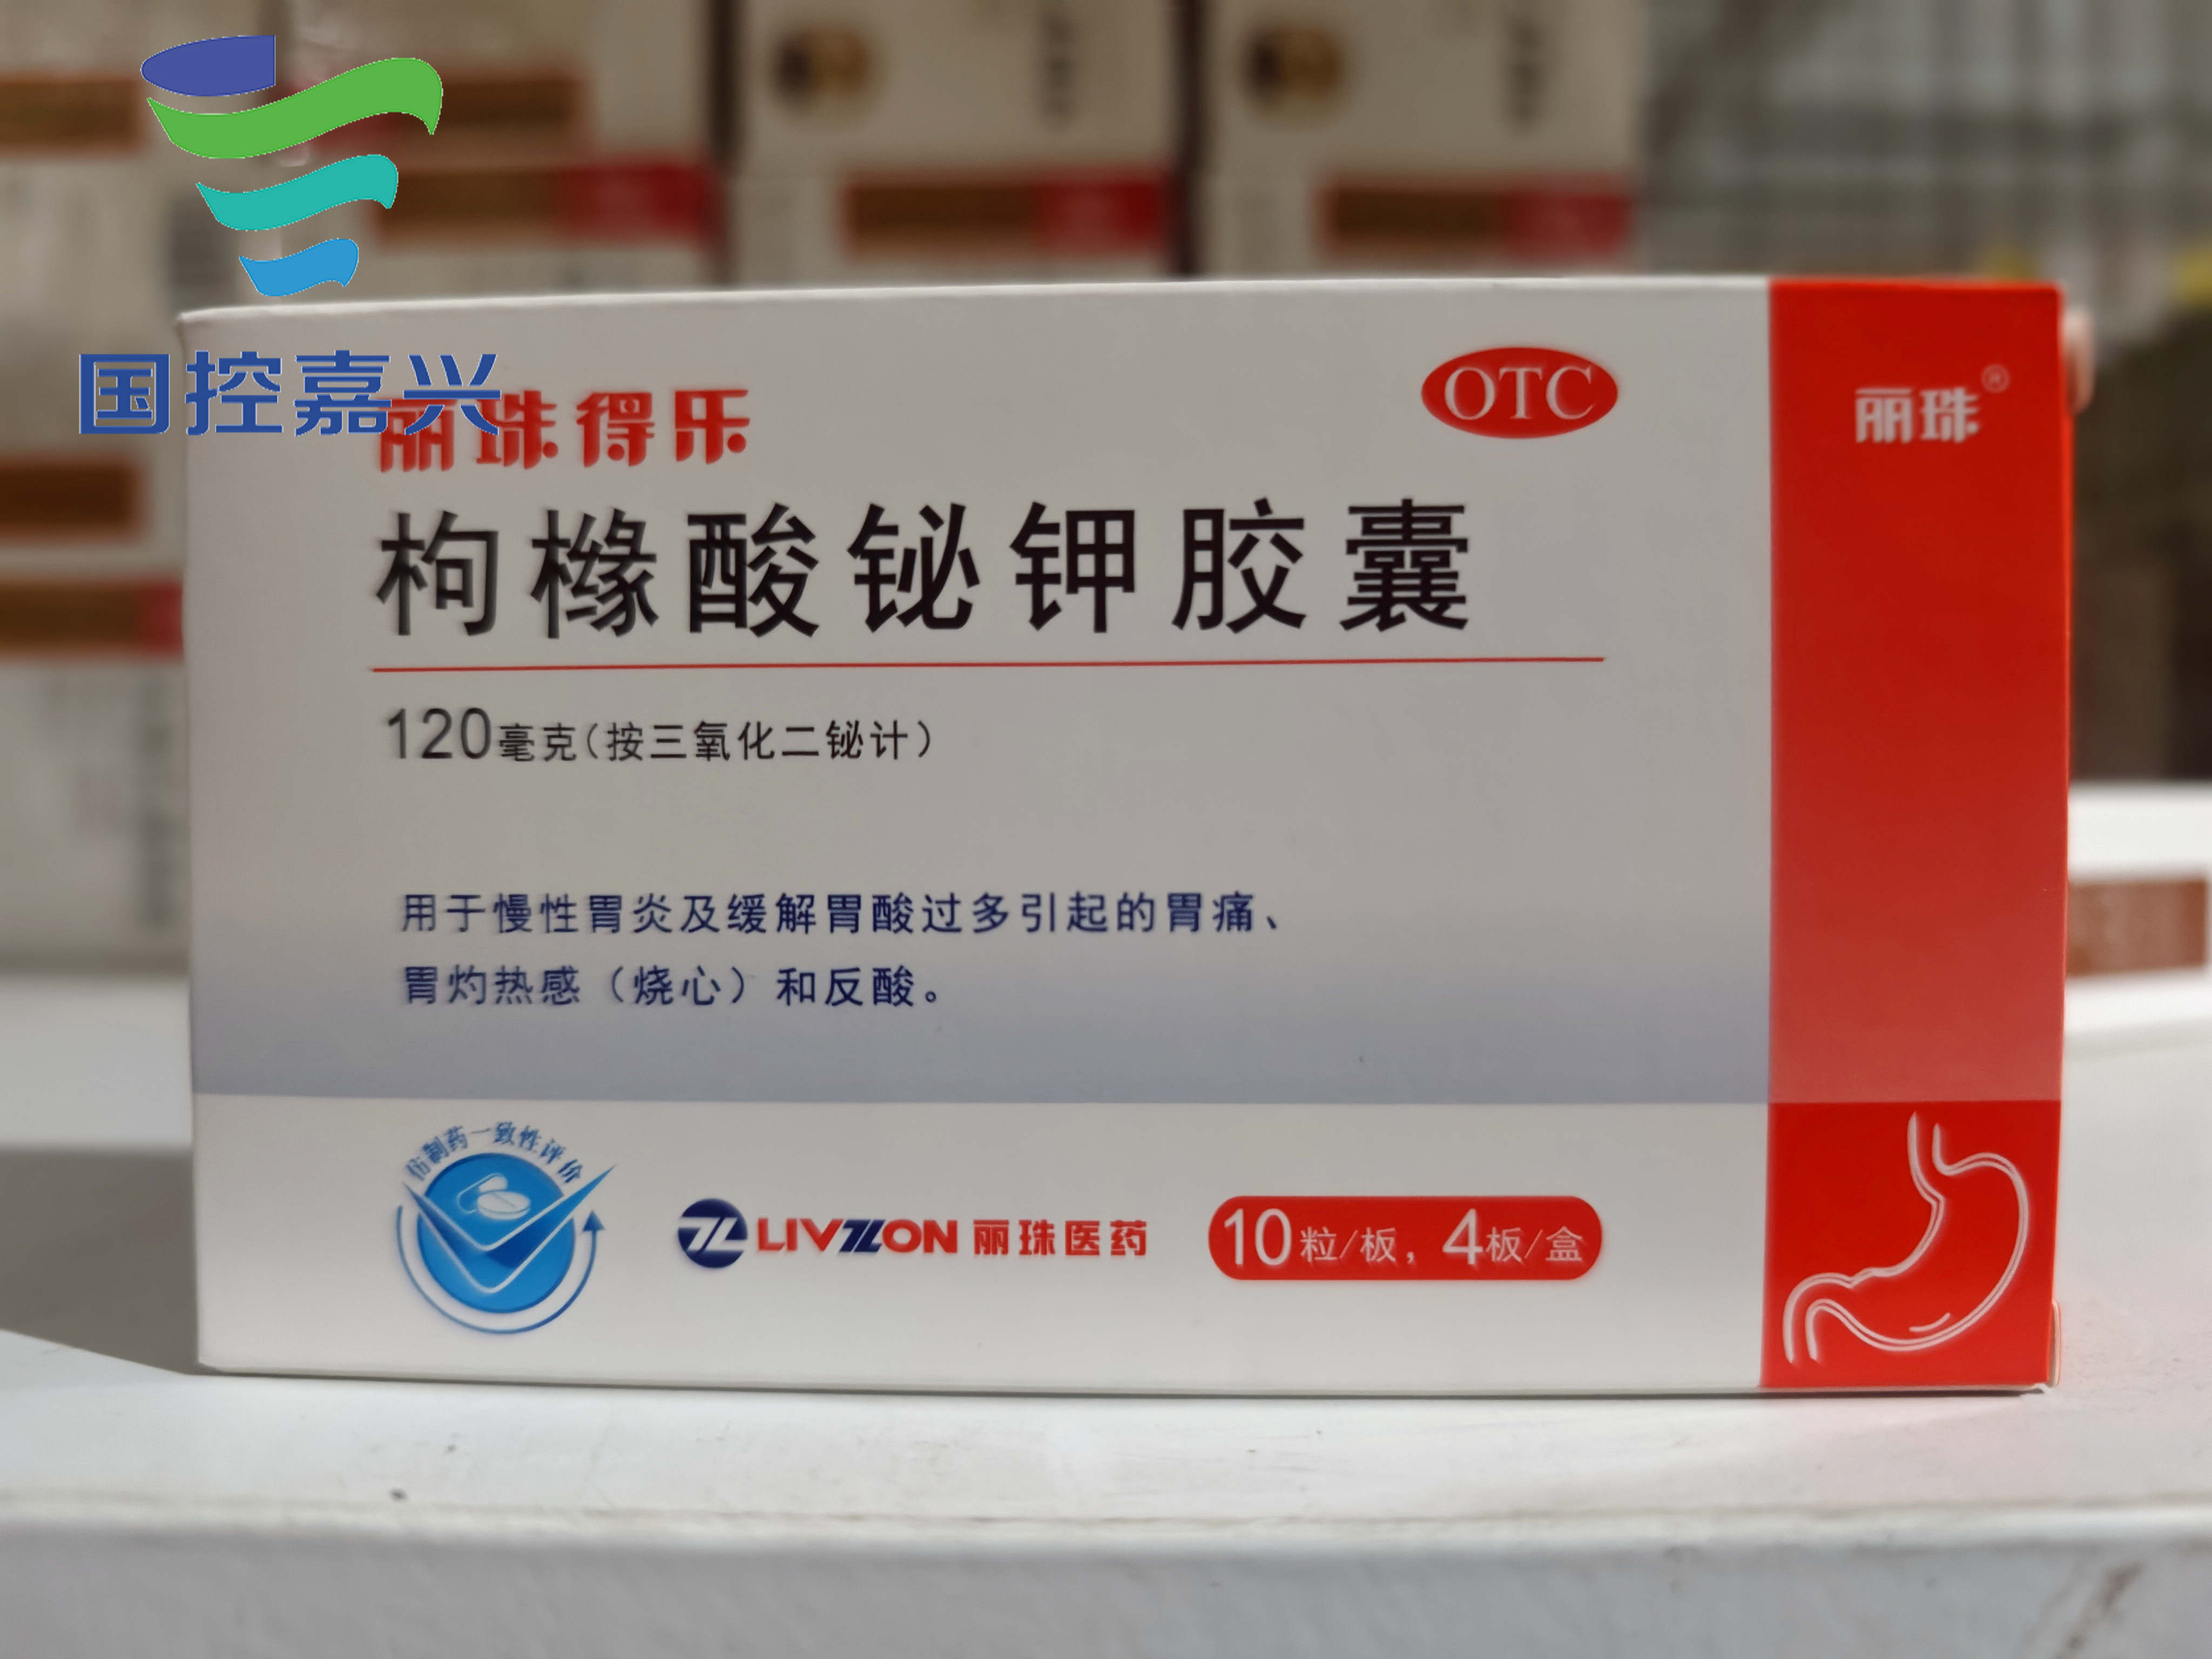 国控嘉兴
丽珠得乐
OTC
丽珠®
枸橼酸铋钾胶囊
120毫克（按三氧化二铋计）
用于慢性胃炎及缓解胃酸过多引起的胃痛、
胃灼热感（烧心）和反酸。
仿制药一致性评价
LIVZON 丽珠医药
10粒/板，4板/盒